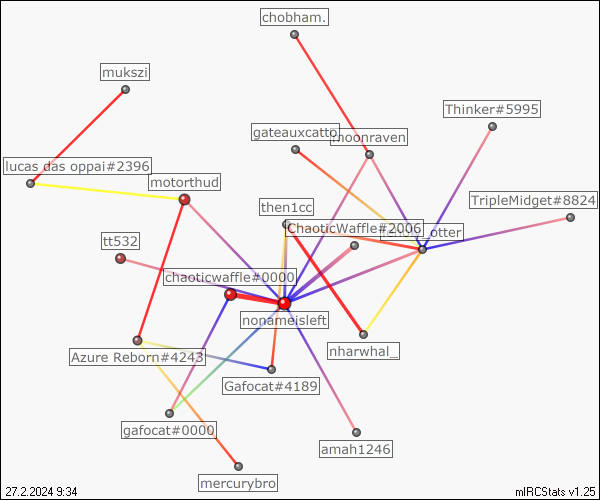 chobham.
mukszi
Thinker#5995
gateauxcatto
moonraven
lucas das oppai#2396
motorthud
TripleMidget#8824
then1cc
ChaoticWaffle#2006
_otter
tt532
chaoticwaffle#0000
nonameisleft
nharwhal_
Azure Reborn#4243
Gafocat#4189
gafocat#0000
amah1246
mercurybro
27.2.2024 9:34
mIRCStats v1.25